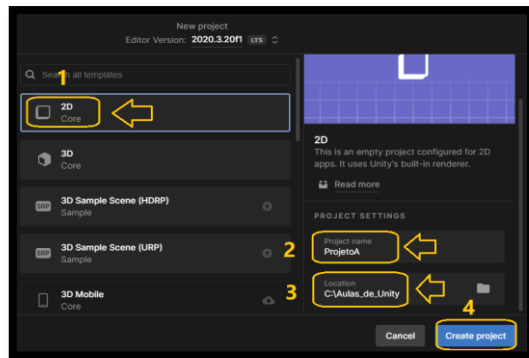 New project
Editor Version: 2020.3.20f1 LTS
Search all templates
1
2D
Core
3D
Core
SRP
3D Sample Scene (HDRP)
Sample
SRP
3D Sample Scene (URP)
Sample
3D Mobile
Core
2D
This is an empty project configured for 2D
apps. It uses Unity's built-in renderer.
Read more
PROJECT SETTINGS
2
Project name
ProjetoA
3
Location
C:\Aulas_de_Unity
4
Cancel
Create project